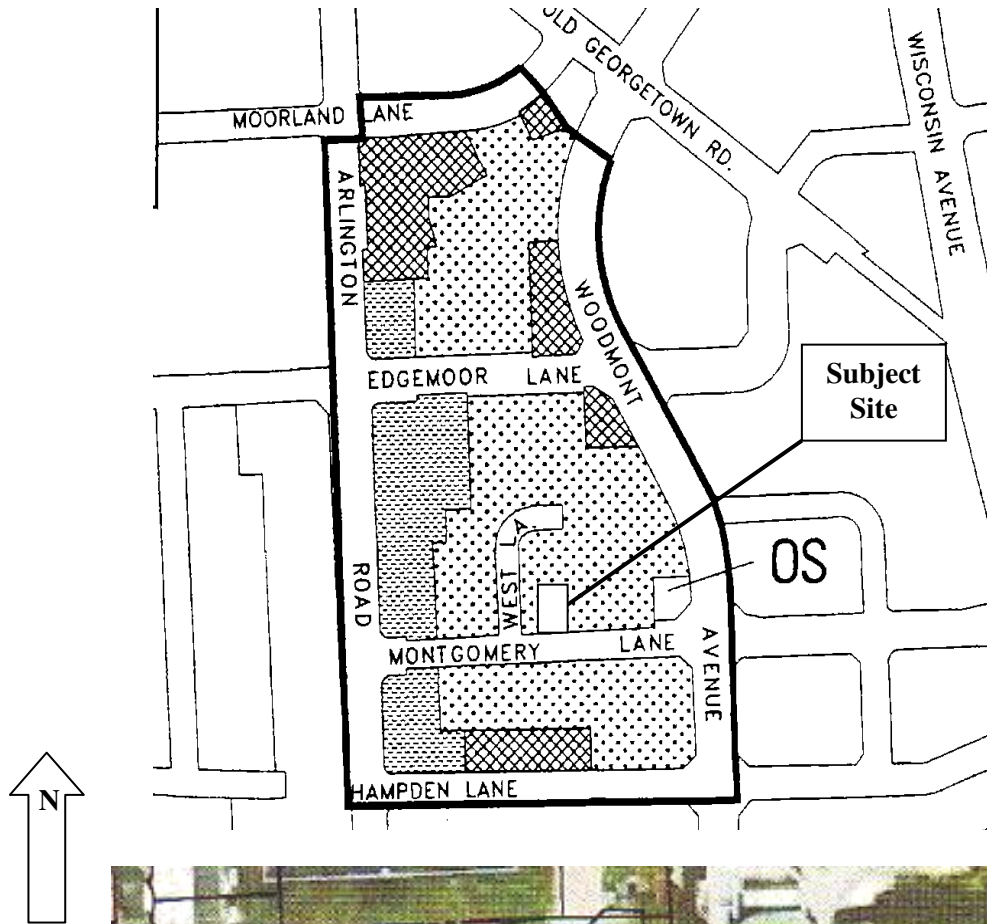 OLD GEORGETOWN RD.
WISCONSIN AVENUE
MOORLAND LANE
ARLINGTON
WOODMONT
EDGEMOOR LANE
Subject
Site
WEST LA.
OS
ROAD
MONTGOMERY LANE
AVENUE
HAMPDEN LANE
N